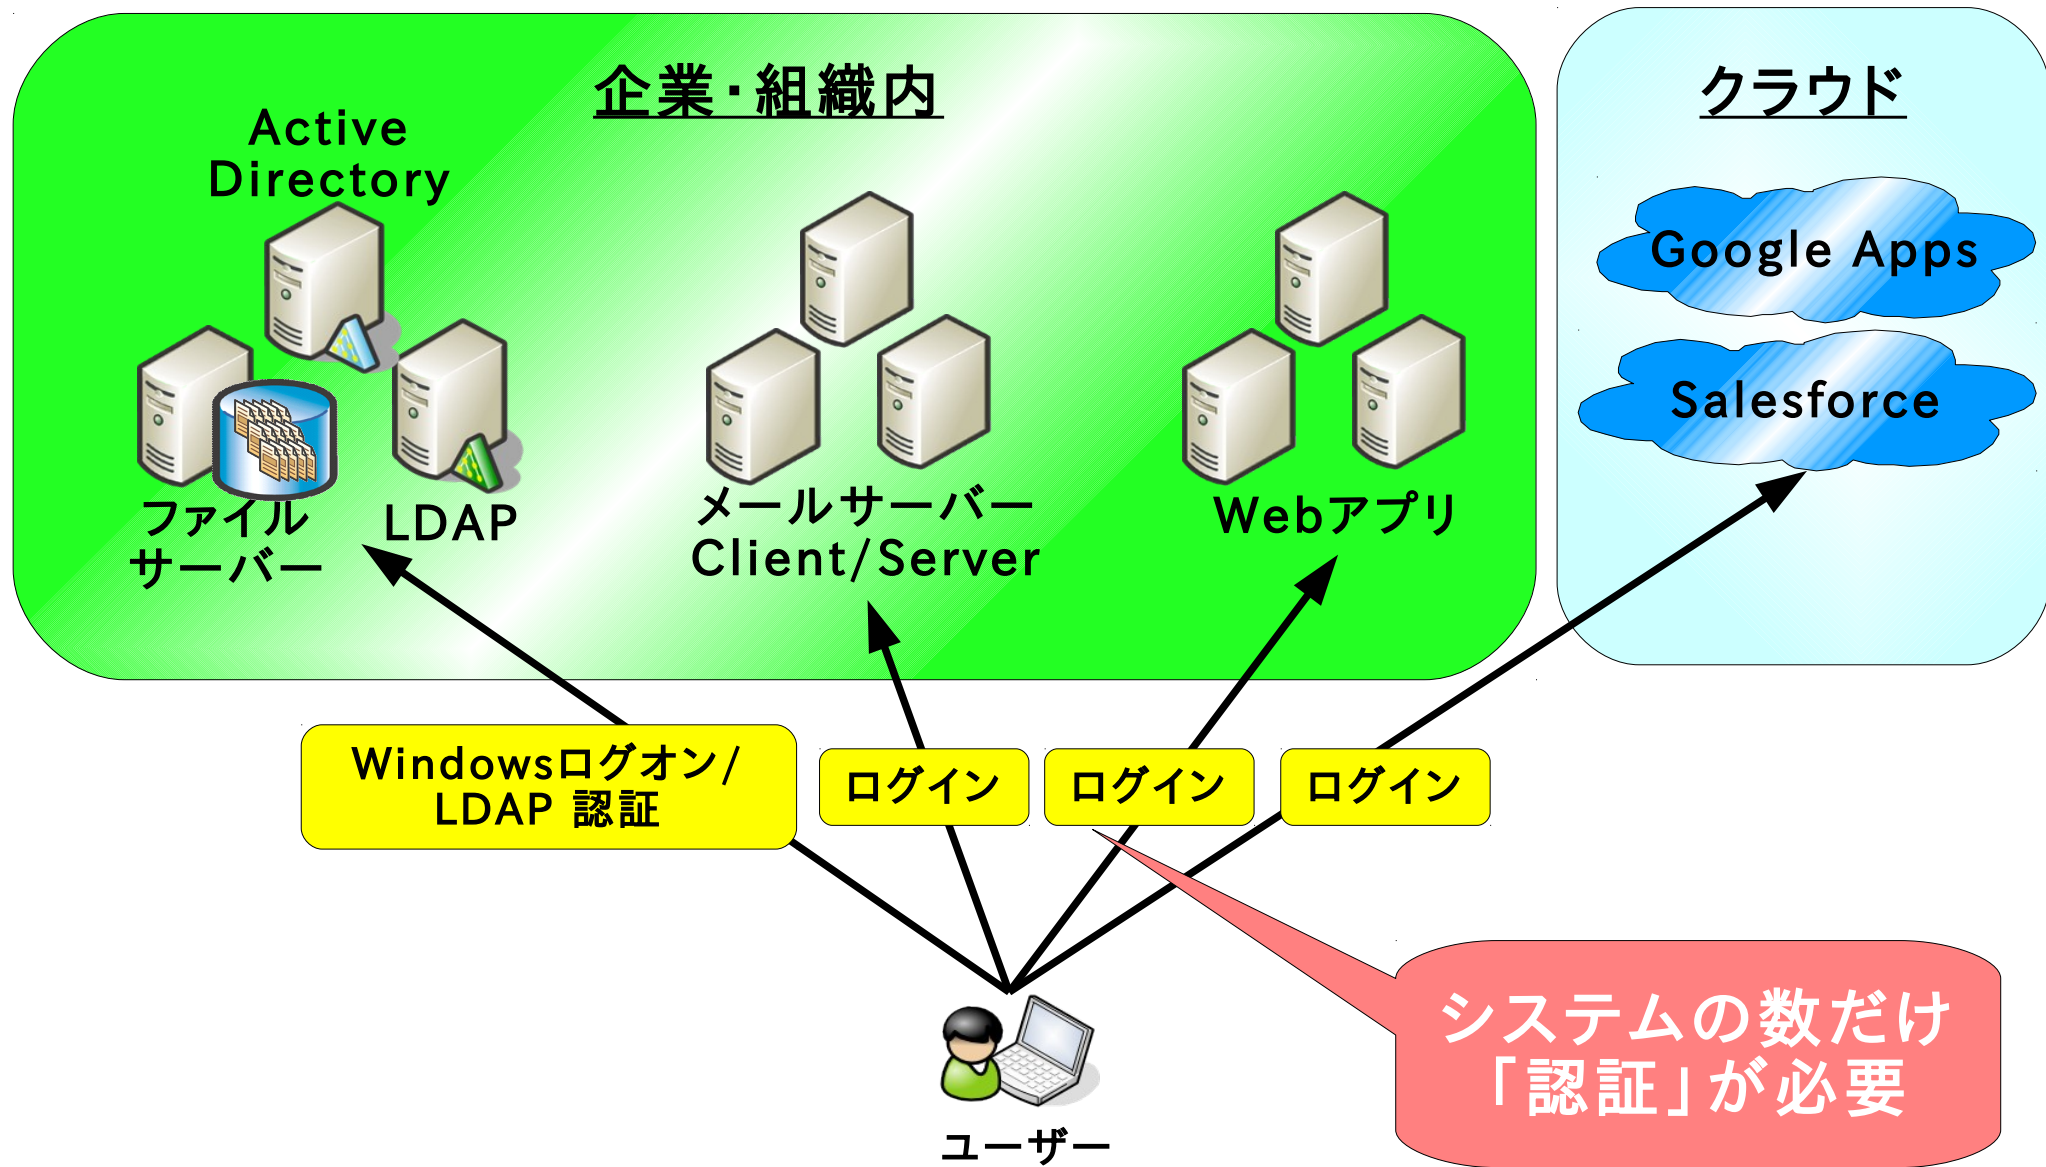 企業・組織内
クラウド
Active
Directory
Google Apps
Salesforce
ファイル
サーバー
LDAP
メールサーバー
Client/Server
Webアプリ
Windowsログオン/
LDAP 認証
ログイン
ログイン
ログイン
システムの数だけ
「認証」が必要
ユーザー